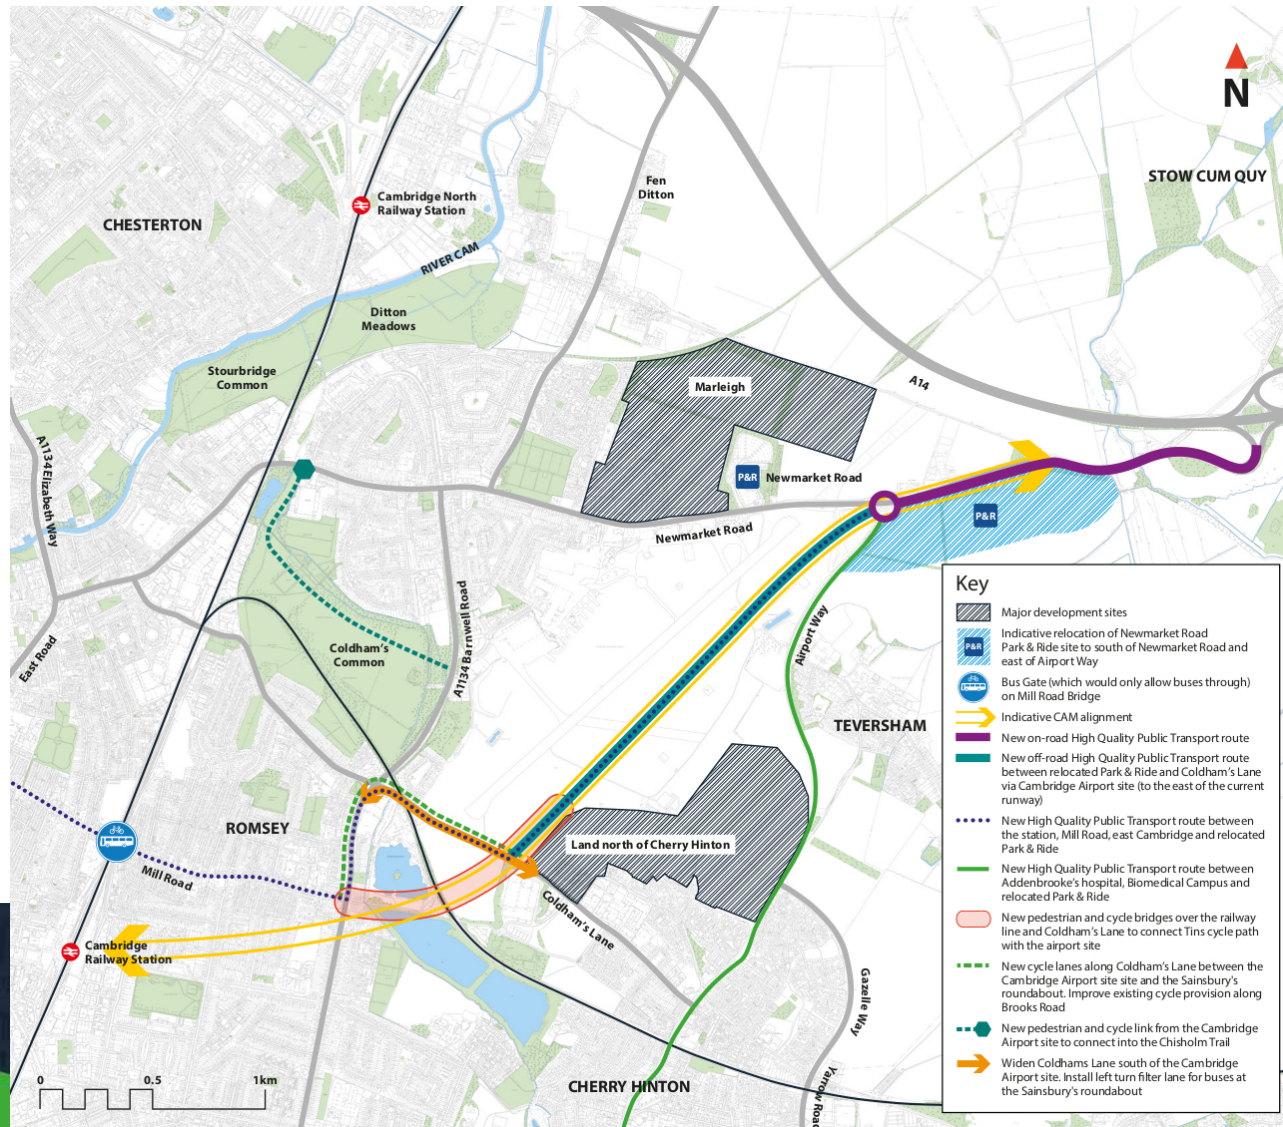 N
STOW CUM QUY
Fen
Ditton
Cambridge North
Railway Station
CHESTERTON
RIVER CAM
Ditton
Meadows
Stourbridge
Common
Marleigh
A14
A1134 Elizabeth Way
P&R
Newmarket Road
P&R
Newmarket Road
A1134 Barnwell Road
East Road
Coldham's
Common
Airport Way
TEVERSHAM
ROMSEY
Land north of Cherry Hinton
Mill Road
Coldham's Lane
Cambridge
Railway Station
Gazelle Way
Yarrow Road
CHERRY HINTON
0
0.5
1km
Key
Major development sites
P&R
Indicative relocation of Newmarket Road
Park & Ride site to south of Newmarket Road and
east of Airport Way
Bus Gate (which would only allow buses through)
on Mill Road Bridge
Indicative CAM alignment
New on-road High Quality Public Transport route
New off-road High Quality Public Transport route
between relocated Park & Ride and Coldham's Lane
via Cambridge Airport site (to the east of the current
runway)
New High Quality Public Transport route between
the station, Mill Road, east Cambridge and relocated
Park & Ride
New High Quality Public Transport route between
Addenbrooke's hospital, Biomedical Campus and
relocated Park & Ride
New pedestrian and cycle bridges over the railway
line and Coldham's Lane to connect Tins cycle path
with the airport site
New cycle lanes along Coldham's Lane between the
Cambridge Airport site site and the Sainsbury's
roundabout. Improve existing cycle provision along
Brooks Road
New pedestrian and cycle link from the Cambridge
Airport site to connect into the Chisholm Trail
Widen Coldhams Lane south of the Cambridge
Airport site. Install left turn filter lane for buses at
the Sainsbury's roundabout